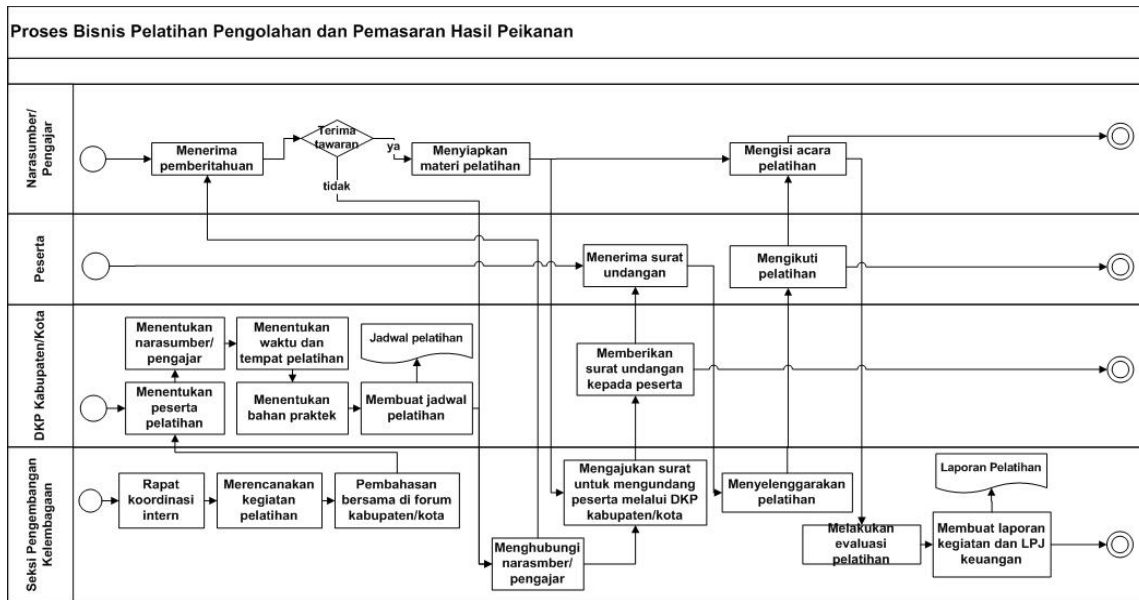 Proses Bisnis Pelatihan Pengolahan dan Pemasaran Hasil Peikanan
Narasumber/
Pengajar
Menerima
pemberitahuan
Terima
tawaran
ya
tidak
Menyiapkan
materi pelatihan
Mengisi acara
pelatihan
Peserta
Menerima surat
undangan
Mengikuti
pelatihan
DKP Kabupaten/Kota
Menentukan
narasumber/
pengajar
Menentukan
waktu dan
tempat pelatihan
Jadwal pelatihan
Menentukan
peserta
pelatihan
Menentukan
bahan praktek
Membuat jadwal
pelatihan
Memberikan
surat undangan
kepada peserta
Seksi Pengembangan
Kelembagaan
Rapat
koordinasi
intern
Merencanakan
kegiatan
pelatihan
Pembahasan
bersama di forum
kabupaten/kota
Menghubungi
narasmber/
pengajar
Mengajukan surat
untuk mengundang
peserta melalui DKP
kabupaten/kota
Menyelenggarakan
pelatihan
Melakukan
evaluasi
pelatihan
Laporan Pelatihan
Membuat laporan
kegiatan dan LPJ
keuangan